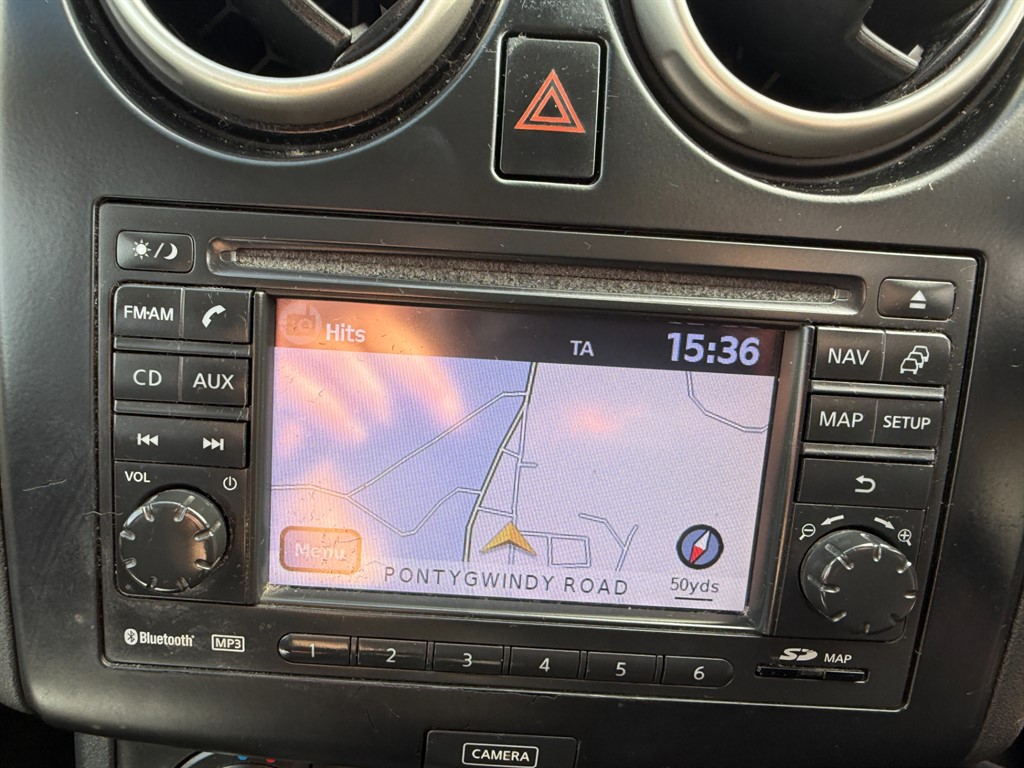 FM·AM
CD AUX
VOL
Hits
TA 15:36
Menu
PONTYGWINDY ROAD
50yds
NAV
MAP SETUP
Bluetooth MP3
1 2 3 4 5 6
SD MAP
CAMERA